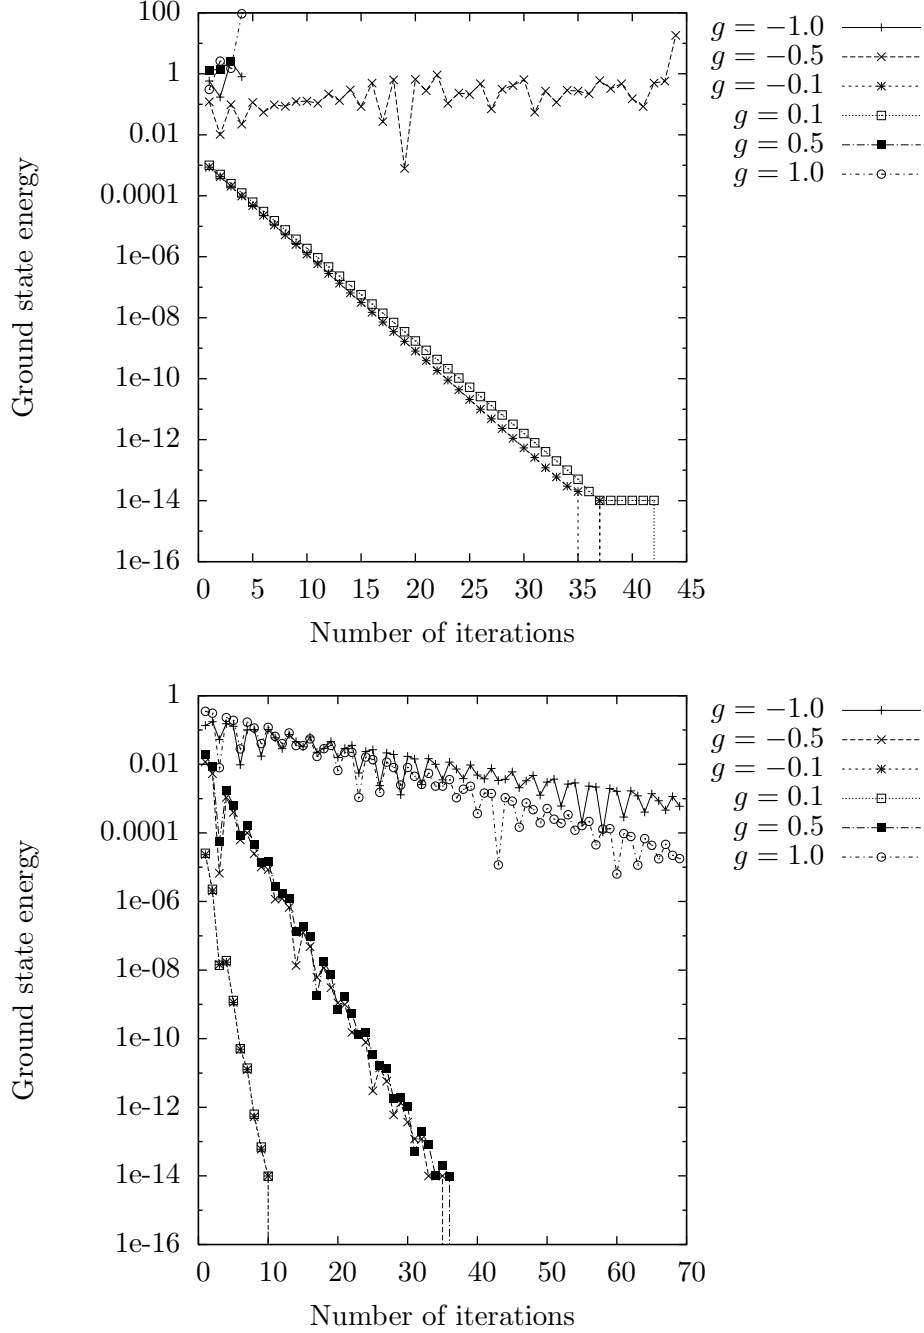 100
1
0.01
0.0001
1e-06
1e-08
1e-10
1e-12
1e-14
1e-16
0 5 10 15 20 25 30 35 40 45
Ground state energy
Number of iterations
g = −1.0
g = −0.5
g = −0.1
g = 0.1
g = 0.5
g = 1.0
1
0.01
0.0001
1e-06
1e-08
1e-10
1e-12
1e-14
1e-16
0 10 20 30 40 50 60 70
Ground state energy
Number of iterations
g = −1.0
g = −0.5
g = −0.1
g = 0.1
g = 0.5
g = 1.0